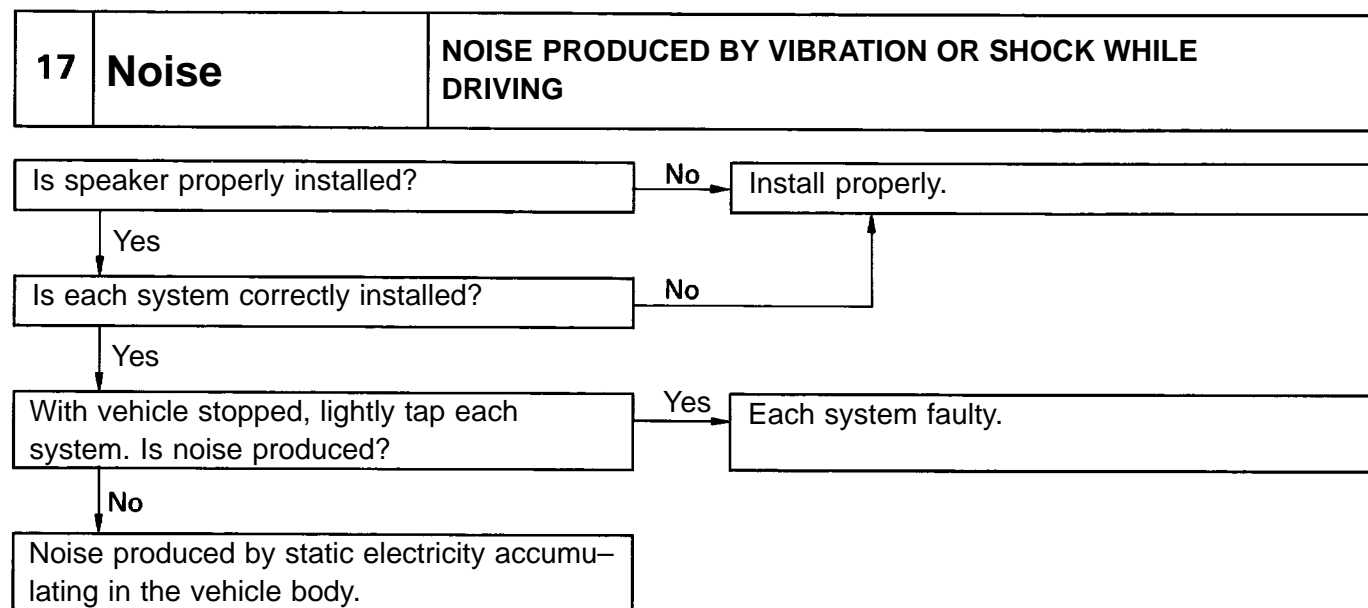 17 Noise NOISE PRODUCED BY VIBRATION OR SHOCK WHILE
DRIVING
Is speaker properly installed?
No
Install properly.
Yes
Is each system correctly installed?
No
Yes
With vehicle stopped, lightly tap each
system. Is noise produced?
Yes
Each system faulty.
No
Noise produced by static electricity accumu–
lating in the vehicle body.